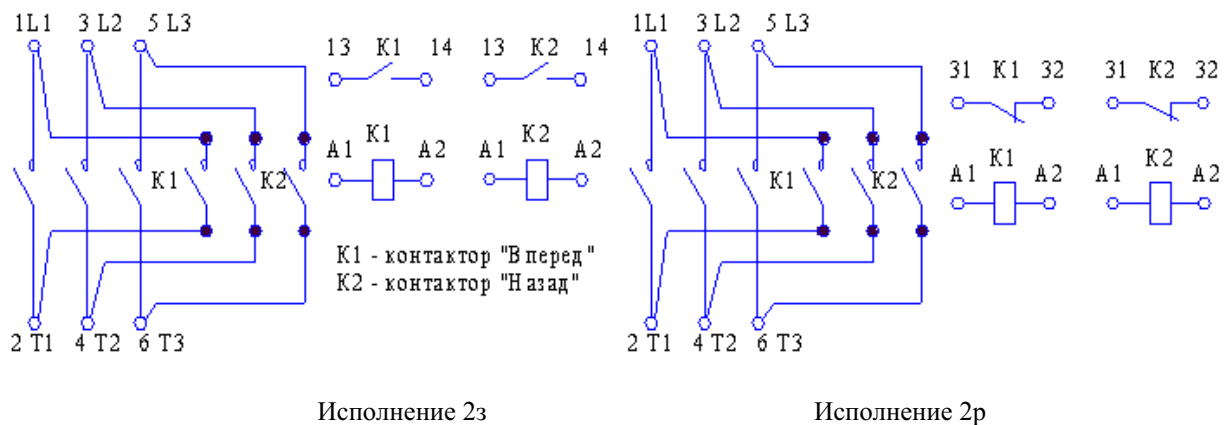 1L1 3 L2 5 L3
13 K1 14 13 K2 14
K1 K2
A1 K1 A2 A1 K2 A2
К1 - контактор "Вперед"
К2 - контактор "Назад"
2 T1 4 T2 6 T3
Исполнение 2з
1L1 3 L2 5 L3
31 K1 32 31 K2 32
K1 K2
A1 K1 A2 A1 K2 A2
2 T1 4 T2 6 T3
Исполнение 2р